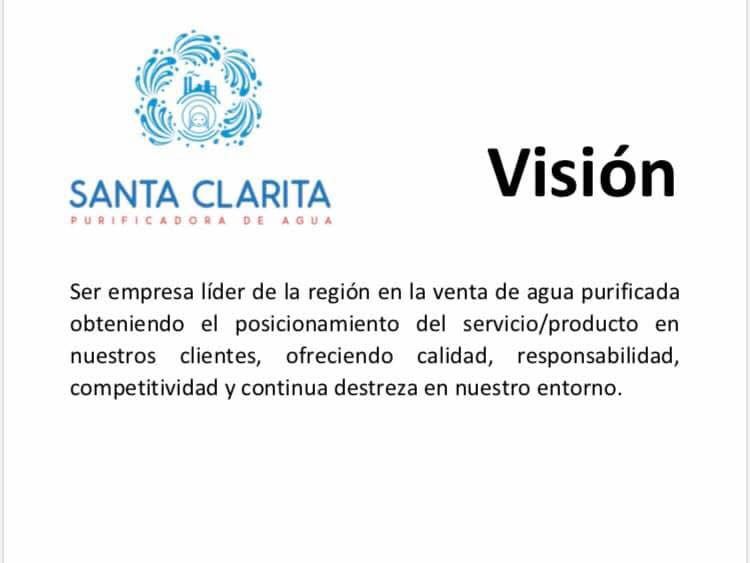 SANTA CLARITA
PURIFICADORA DE AGUA
Visión
Ser empresa líder de la región en la venta de agua purificada
obteniendo el posicionamiento del servicio/producto en
nuestros clientes, ofreciendo calidad, responsabilidad,
competitividad y continua destreza en nuestro entorno.